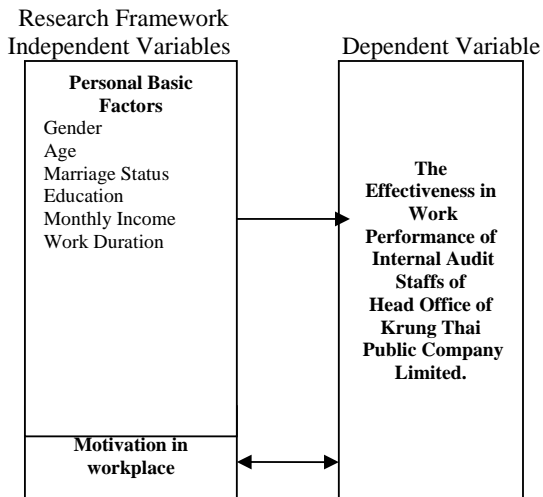 Research Framework
Independent Variables
Dependent Variable
Personal Basic
Factors
Gender
Age
Marriage Status
Education
Monthly Income
Work Duration
Motivation in
workplace
The
Effectiveness in
Work
Performance of
Internal Audit
Staffs of
Head Office of
Krung Thai
Public Company
Limited.